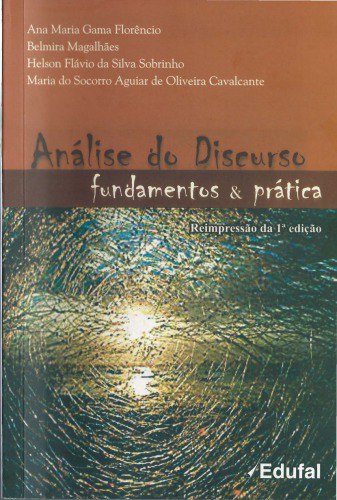 Ana Maria Gama Florêncio
Belmira Magalhães
Helson Flávio da Silva Sobrinho
Maria do Socorro Aguiar de Oliveira Cavalcante
Análise do Discurso
fundamentos & prática
Reimpressão da 1ª edição
Edufal